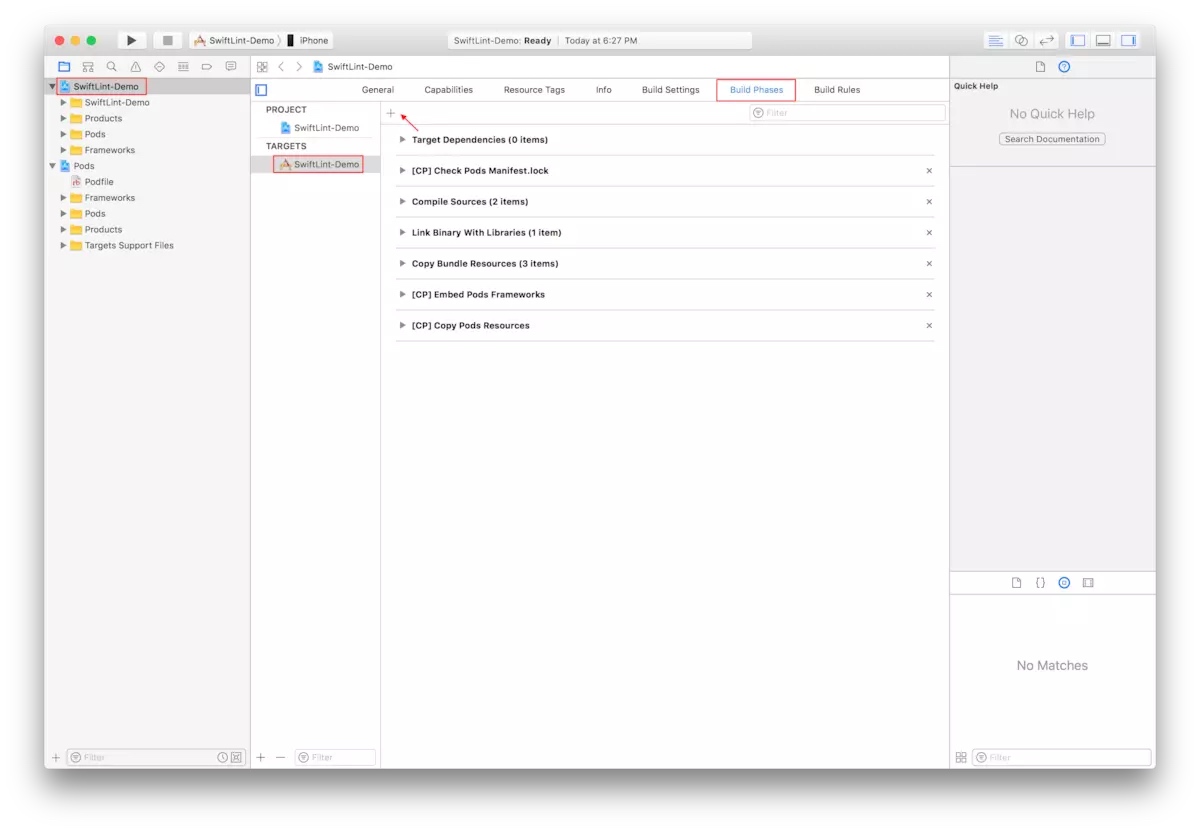 SwiftLint-Demo
iPhone
SwiftLint-Demo: Ready
Today at 6:27 PM
SwiftLint-Demo
SwiftLint-Demo
SwiftLint-Demo
Products
Pods
Frameworks
Pods
Podfile
Frameworks
Pods
Products
Targets Support Files
Filter
General
Capabilities
Resource Tags
Info
Build Settings
Build Phases
Build Rules
PROJECT
SwiftLint-Demo
TARGETS
SwiftLint-Demo
Filter
Filter
Target Dependencies (0 items)
[CP] Check Pods Manifest.lock
Compile Sources (2 items)
Link Binary With Libraries (1 item)
Copy Bundle Resources (3 items)
[CP] Embed Pods Frameworks
[CP] Copy Pods Resources
Quick Help
No Quick Help
Search Documentation
No Matches
Filter